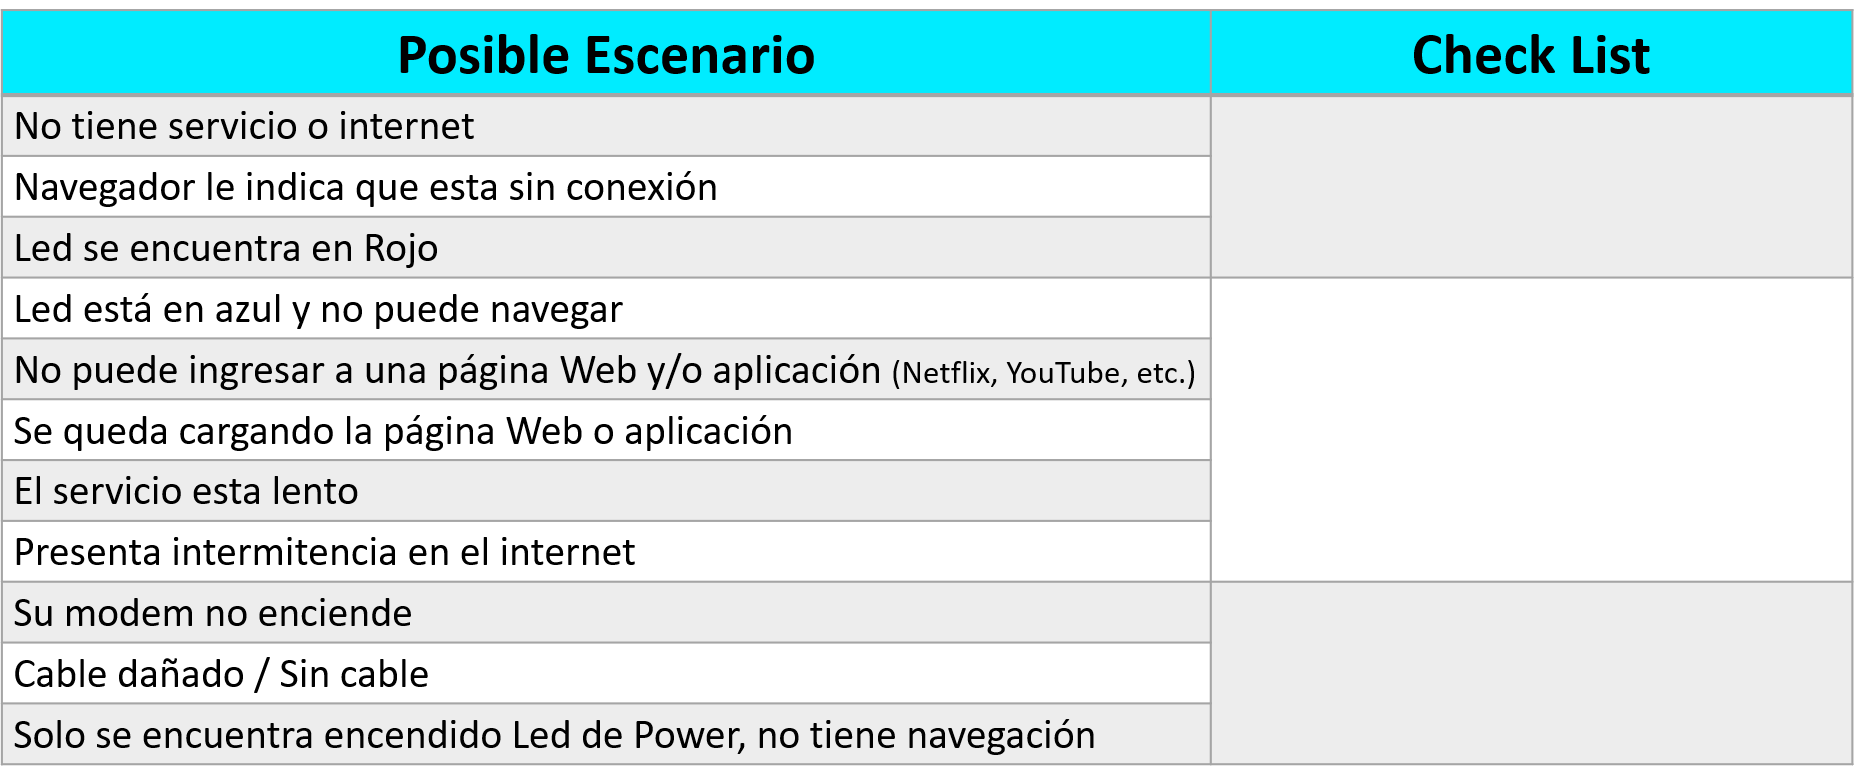 Posible Escenario
Check List
No tiene servicio o internet
Navegador le indica que esta sin conexión
Led se encuentra en Rojo
Led está en azul y no puede navegar
No puede ingresar a una página Web y/o aplicación (Netflix, YouTube, etc.)
Se queda cargando la página Web o aplicación
El servicio esta lento
Presenta intermitencia en el internet
Su modem no enciende
Cable dañado / Sin cable
Solo se encuentra encendido Led de Power, no tiene navegación